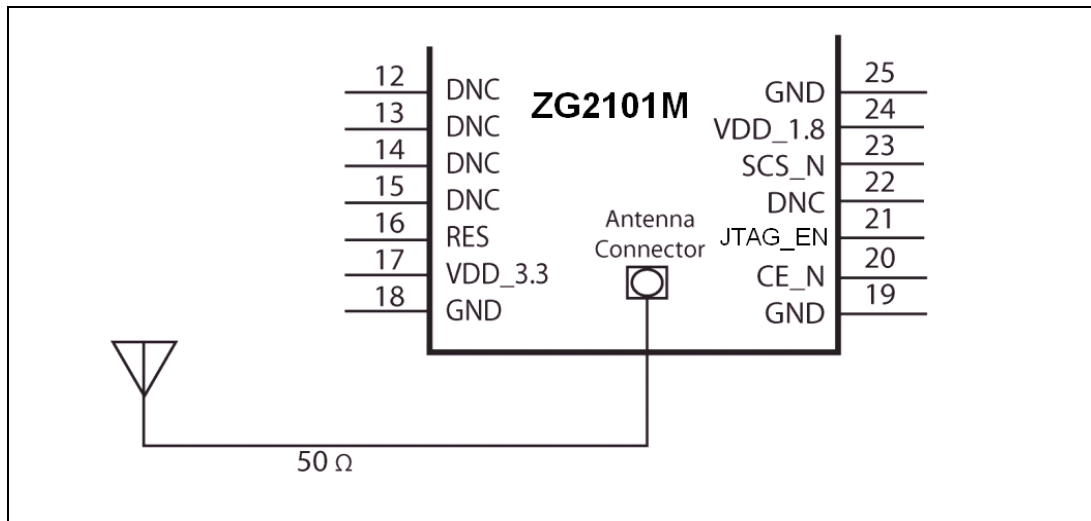 12
DNC
13
DNC
14
DNC
15
DNC
16
RES
17
VDD_3.3
18
GND
ZG2101M
Antenna
Connector
25
GND
24
VDD_1.8
23
SCS_N
22
DNC
21
JTAG_EN
20
CE_N
19
GND
50 Ω